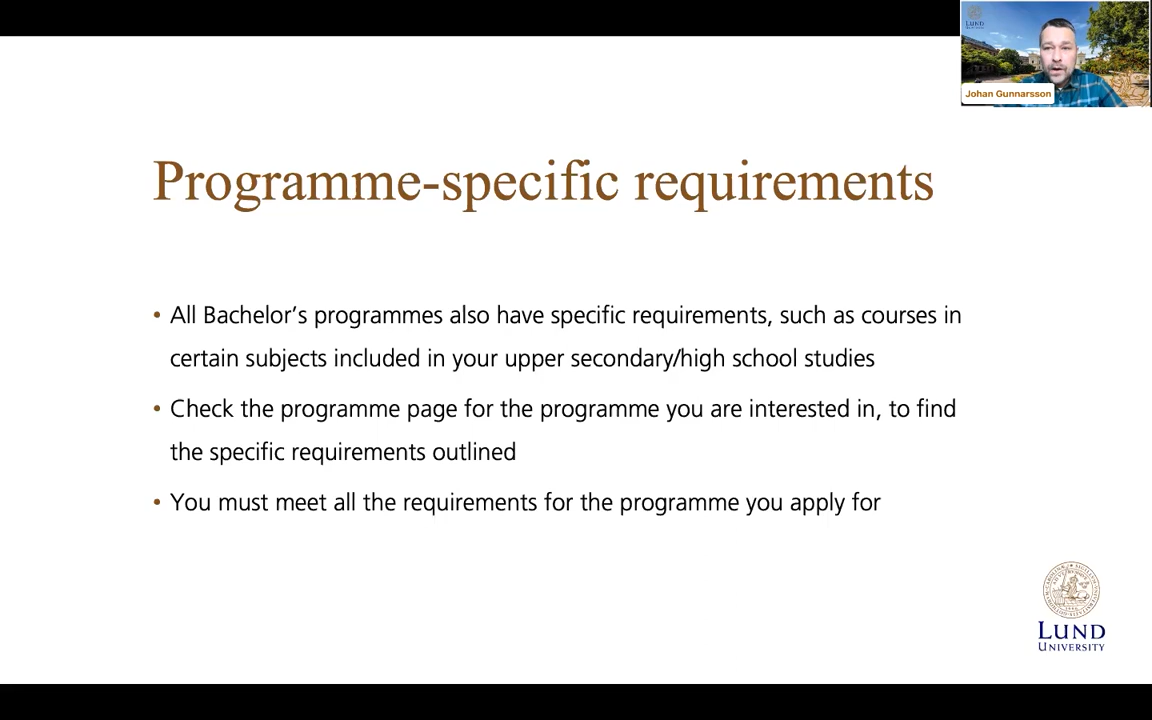 LUND
Johan Gunnarsson
Programme-specific requirements
• All Bachelor's programmes also have specific requirements, such as courses in
certain subjects included in your upper secondary/high school studies
• Check the programme page for the programme you are interested in, to find
the specific requirements outlined
• You must meet all the requirements for the programme you apply for
LUND
UNIVERSITY